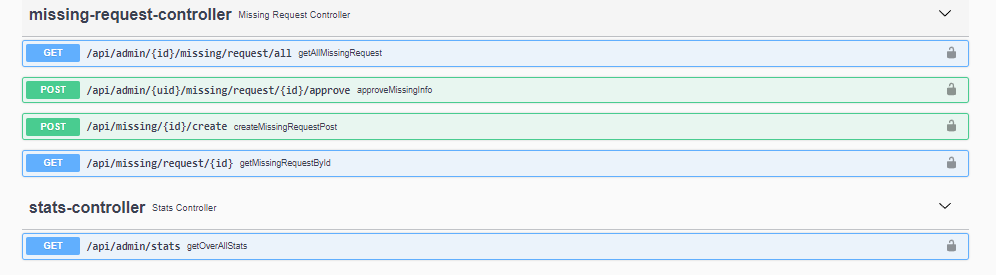 missing-request-controller Missing Request Controller
GET /api/admin/{id}/missing/request/all getAllMissingRequest
POST /api/admin/{uid}/missing/request/{id}/approve approveMissingInfo
POST /api/missing/{id}/create createMissingRequestPost
GET /api/missing/request/{id} getMissingRequestById
stats-controller Stats Controller
GET /api/admin/stats getOverAllStats